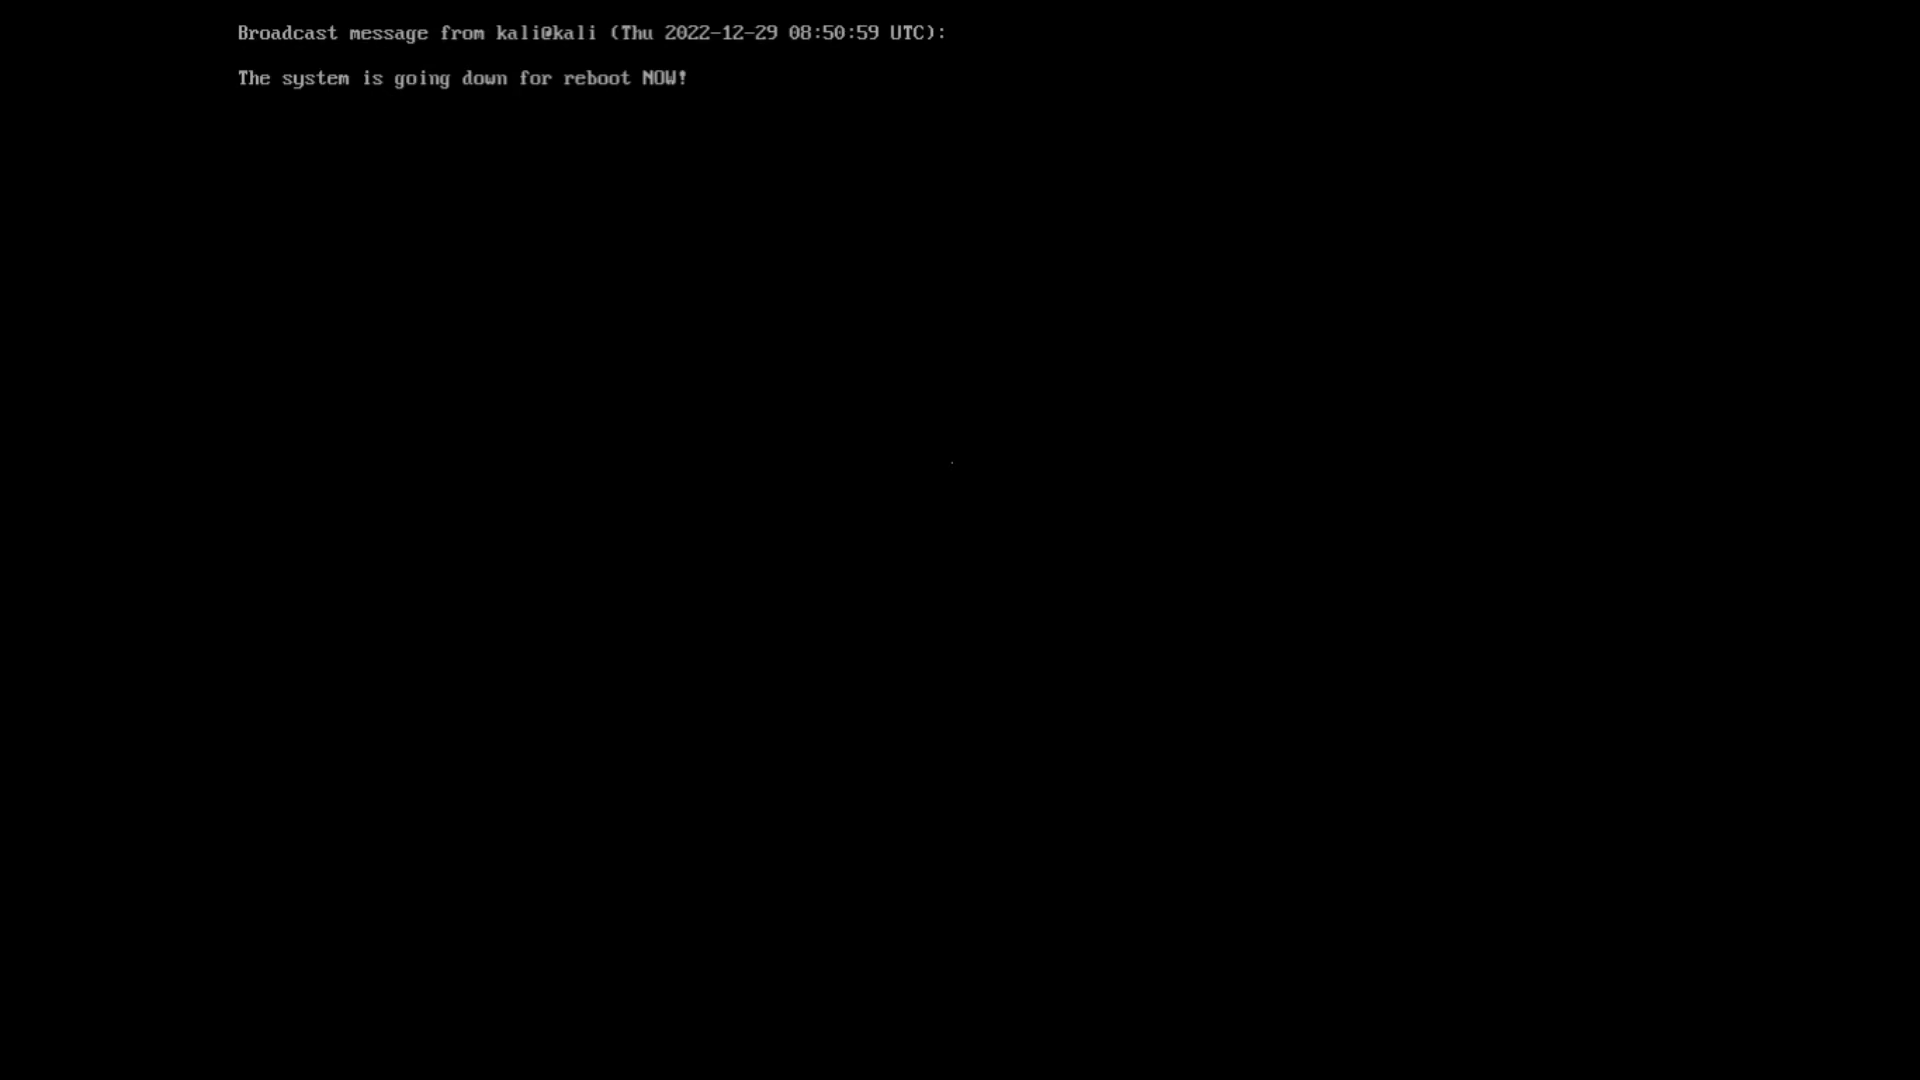 Broadcast message from kali@kali (Thu 2022-12-29 08:50:59 UTC):
The system is going down for reboot NOW!